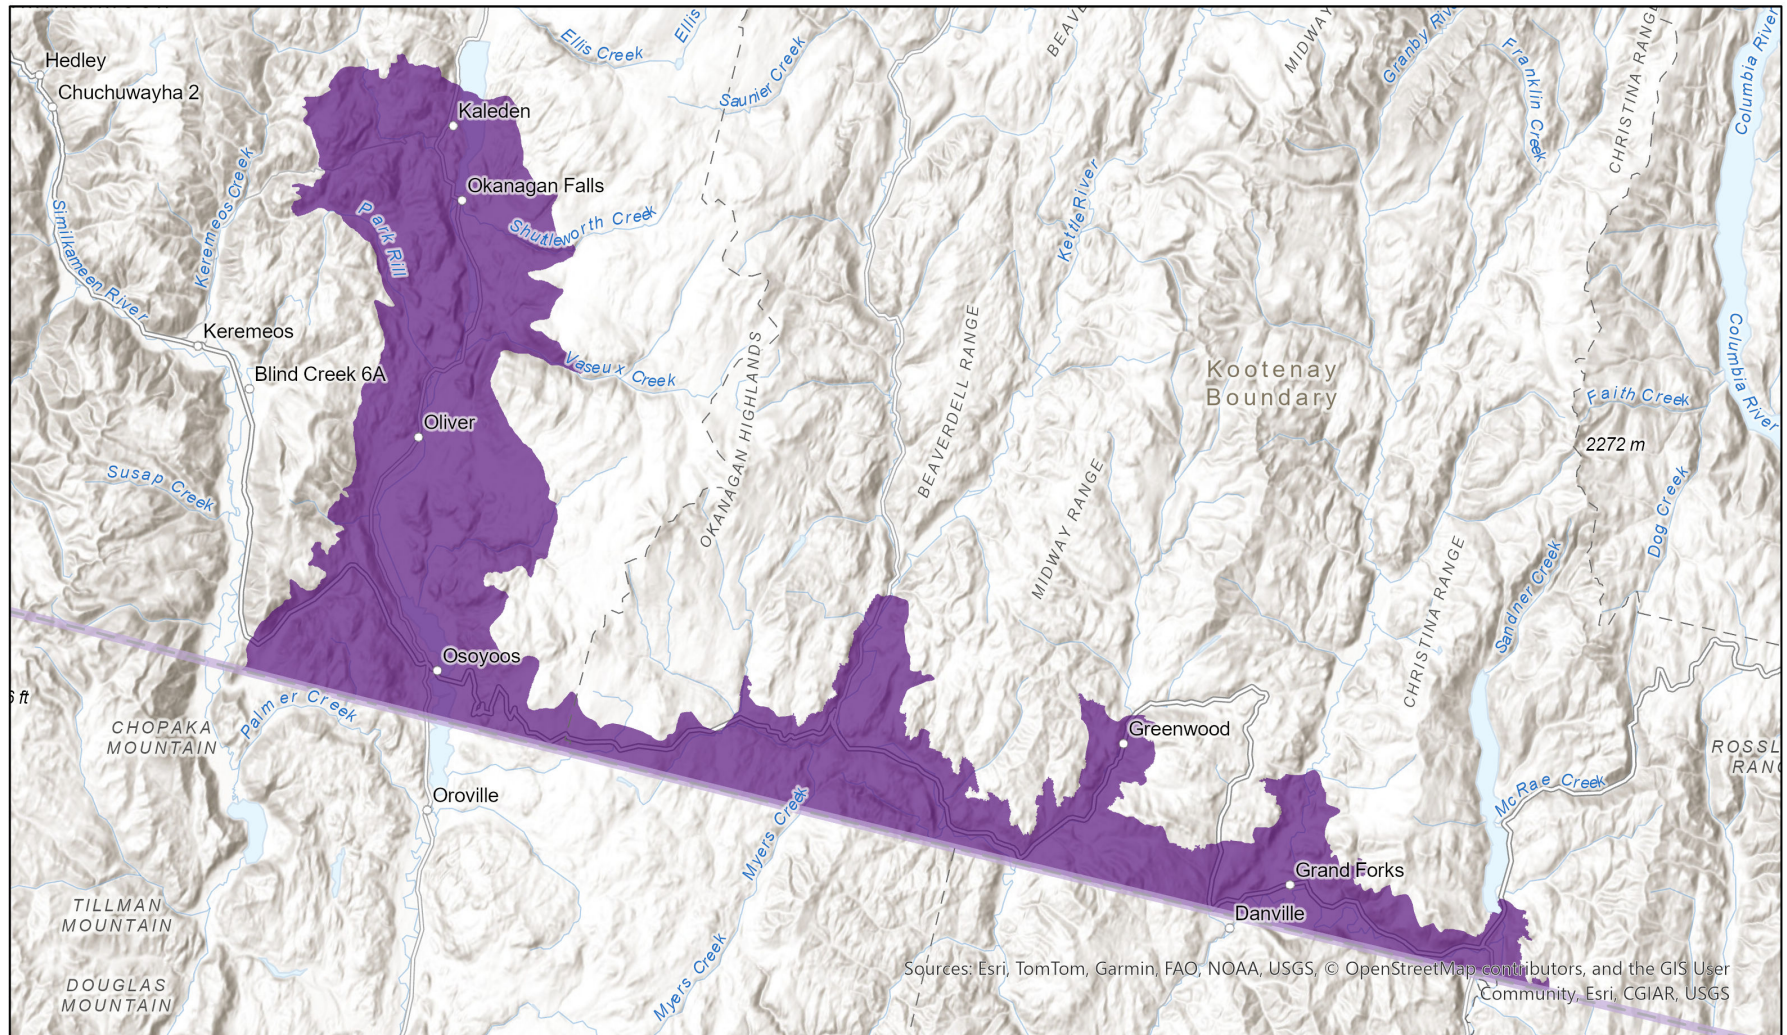 Hedley
Chuchuwayha 2
Ellis Creek
Ellis
Saunier Creek
MIDWAY
Franklin Creek
CHRISTINA RANGE
Columbia River
Kaleden
Keremeos Creek
Okanagan Falls
Park Rill
Shuttleworth Creek
Kettle River
Similkameen River
Keremeos
Blind Creek 6A
Vaseux Creek
OKANAGAN HIGHLANDS
BEAVERDELL RANGE
Kootenay
Boundary
Columbia River
Faith Creek
2272 m
Oliver
Susap Creek
MIDWAY RANGE
Dog Creek
CHRISTINA RANGE
Sandner Creek
Osoyoos
6 ft
Palmer Creek
CHOPAKA
MOUNTAIN
Greenwood
Oroville
Myers Creek
McRae Creek
Grand Forks
Danville
TILLMAN
MOUNTAIN
Myers Creek
DOUGLAS
MOUNTAIN
Sources: Esri, TomTom, Garmin, FAO, NOAA, USGS, © OpenStreetMap contributors, and the GIS User
Community, Esri, CGIAR, USGS